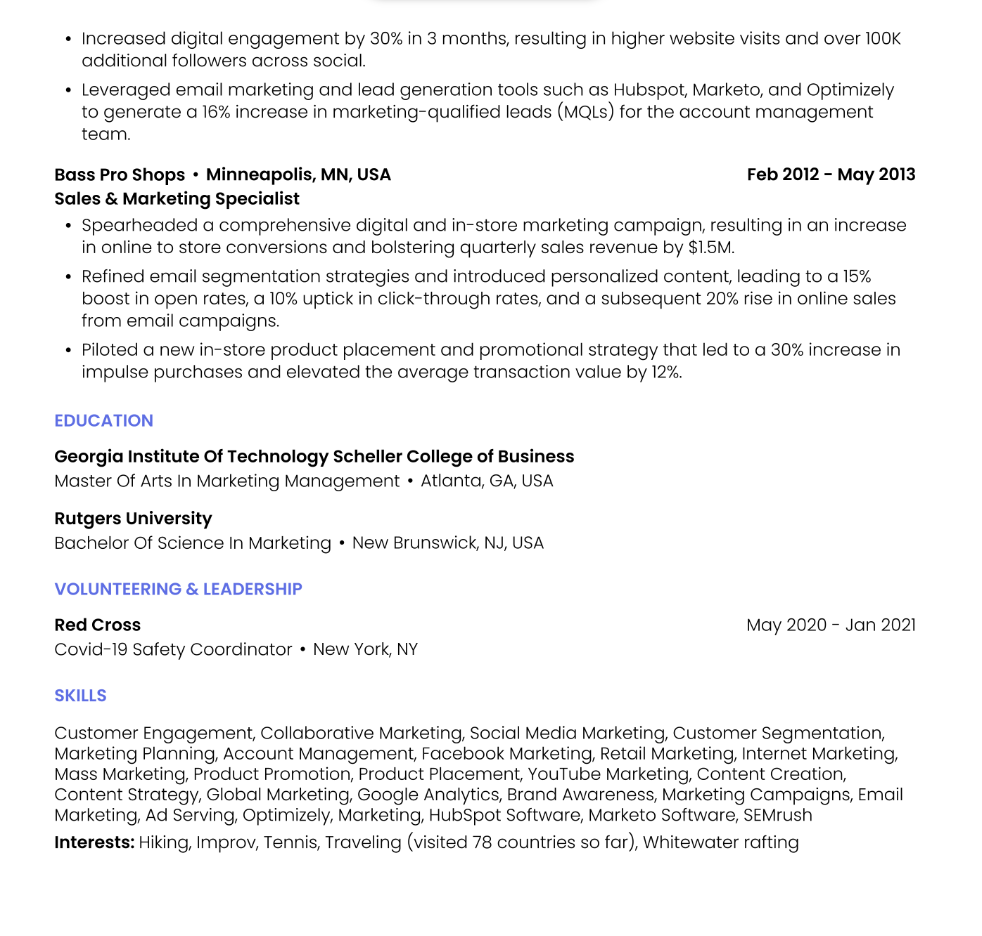 • Increased digital engagement by 30% in 3 months, resulting in higher website visits and over 100K
additional followers across social.
• Leveraged email marketing and lead generation tools such as Hubspot, Marketo, and Optimizely
to generate a 16% increase in marketing-qualified leads (MQLs) for the account management
team.
Bass Pro Shops • Minneapolis, MN, USA Feb 2012 - May 2013
Sales & Marketing Specialist
• Spearheaded a comprehensive digital and in-store marketing campaign, resulting in an increase
in online to store conversions and bolstering quarterly sales revenue by $1.5M.
• Refined email segmentation strategies and introduced personalized content, leading to a 15%
boost in open rates, a 10% uptick in click-through rates, and a subsequent 20% rise in online sales
from email campaigns.
• Piloted a new in-store product placement and promotional strategy that led to a 30% increase in
impulse purchases and elevated the average transaction value by 12%.
EDUCATION
Georgia Institute Of Technology Scheller College of Business
Master Of Arts In Marketing Management • Atlanta, GA, USA
Rutgers University
Bachelor Of Science In Marketing • New Brunswick, NJ, USA
VOLUNTEERING & LEADERSHIP
Red Cross May 2020 - Jan 2021
Covid-19 Safety Coordinator • New York, NY
SKILLS
Customer Engagement, Collaborative Marketing, Social Media Marketing, Customer Segmentation,
Marketing Planning, Account Management, Facebook Marketing, Retail Marketing, Internet Marketing,
Mass Marketing, Product Promotion, Product Placement, YouTube Marketing, Content Creation,
Content Strategy, Global Marketing, Google Analytics, Brand Awareness, Marketing Campaigns, Email
Marketing, Ad Serving, Optimizely, Marketing, HubSpot Software, Marketo Software, SEMrush
Interests: Hiking, Improv, Tennis, Traveling (visited 78 countries so far), Whitewater rafting